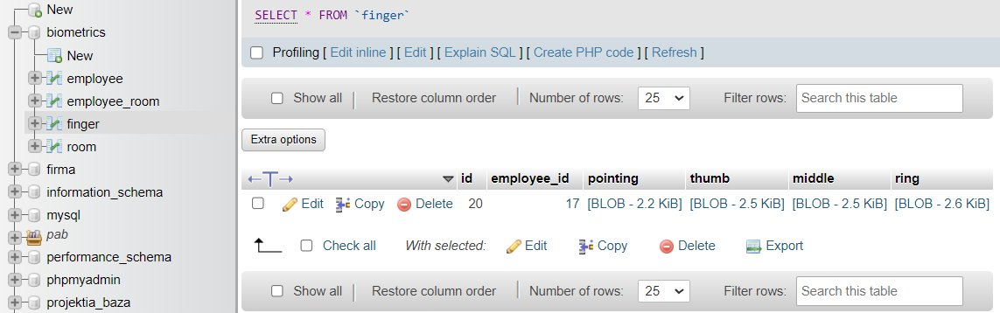 New
biometrics
New
employee
employee_room
finger
room
firma
information_schema
mysql
pab
performance_schema
phpmyadmin
projektia_baza
SELECT * FROM `finger`
Profiling [ Edit inline ] [ Edit ] [ Explain SQL ] [ Create PHP code ] [ Refresh ]
Show all | Restore column order | Number of rows: 25 Filter rows: Search this table
Extra options
←T→ id employee_id pointing thumb middle ring
Edit Copy Delete 20 17 [BLOB - 2.2 KiB] [BLOB - 2.5 KiB] [BLOB - 2.5 KiB] [BLOB - 2.6 KiB]
Check all With selected: Edit Copy Delete Export
Show all | Restore column order | Number of rows: 25 Filter rows: Search this table